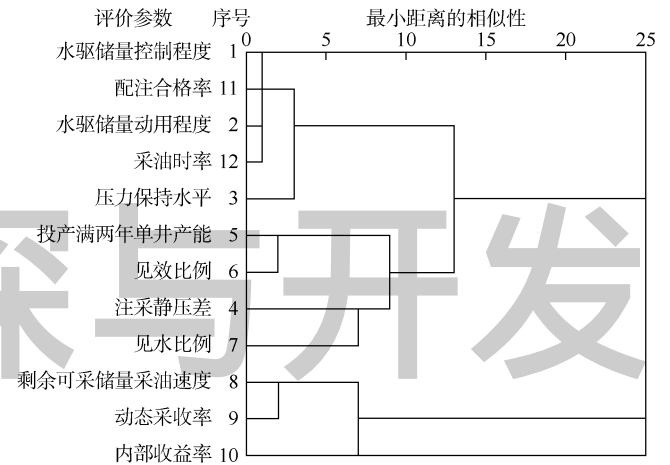 评价参数 序号 最小距离的相似性
0 5 10 15 20 25
水驱储量控制程度 1
配注合格率 11
水驱储量动用程度 2
采油时率 12
压力保持水平 3
投产满两年单井产能 5
见效比例 6
注采静压差 4
见水比例 7
剩余可采储量采油速度 8
动态采收率 9
内部收益率 10
深与开发